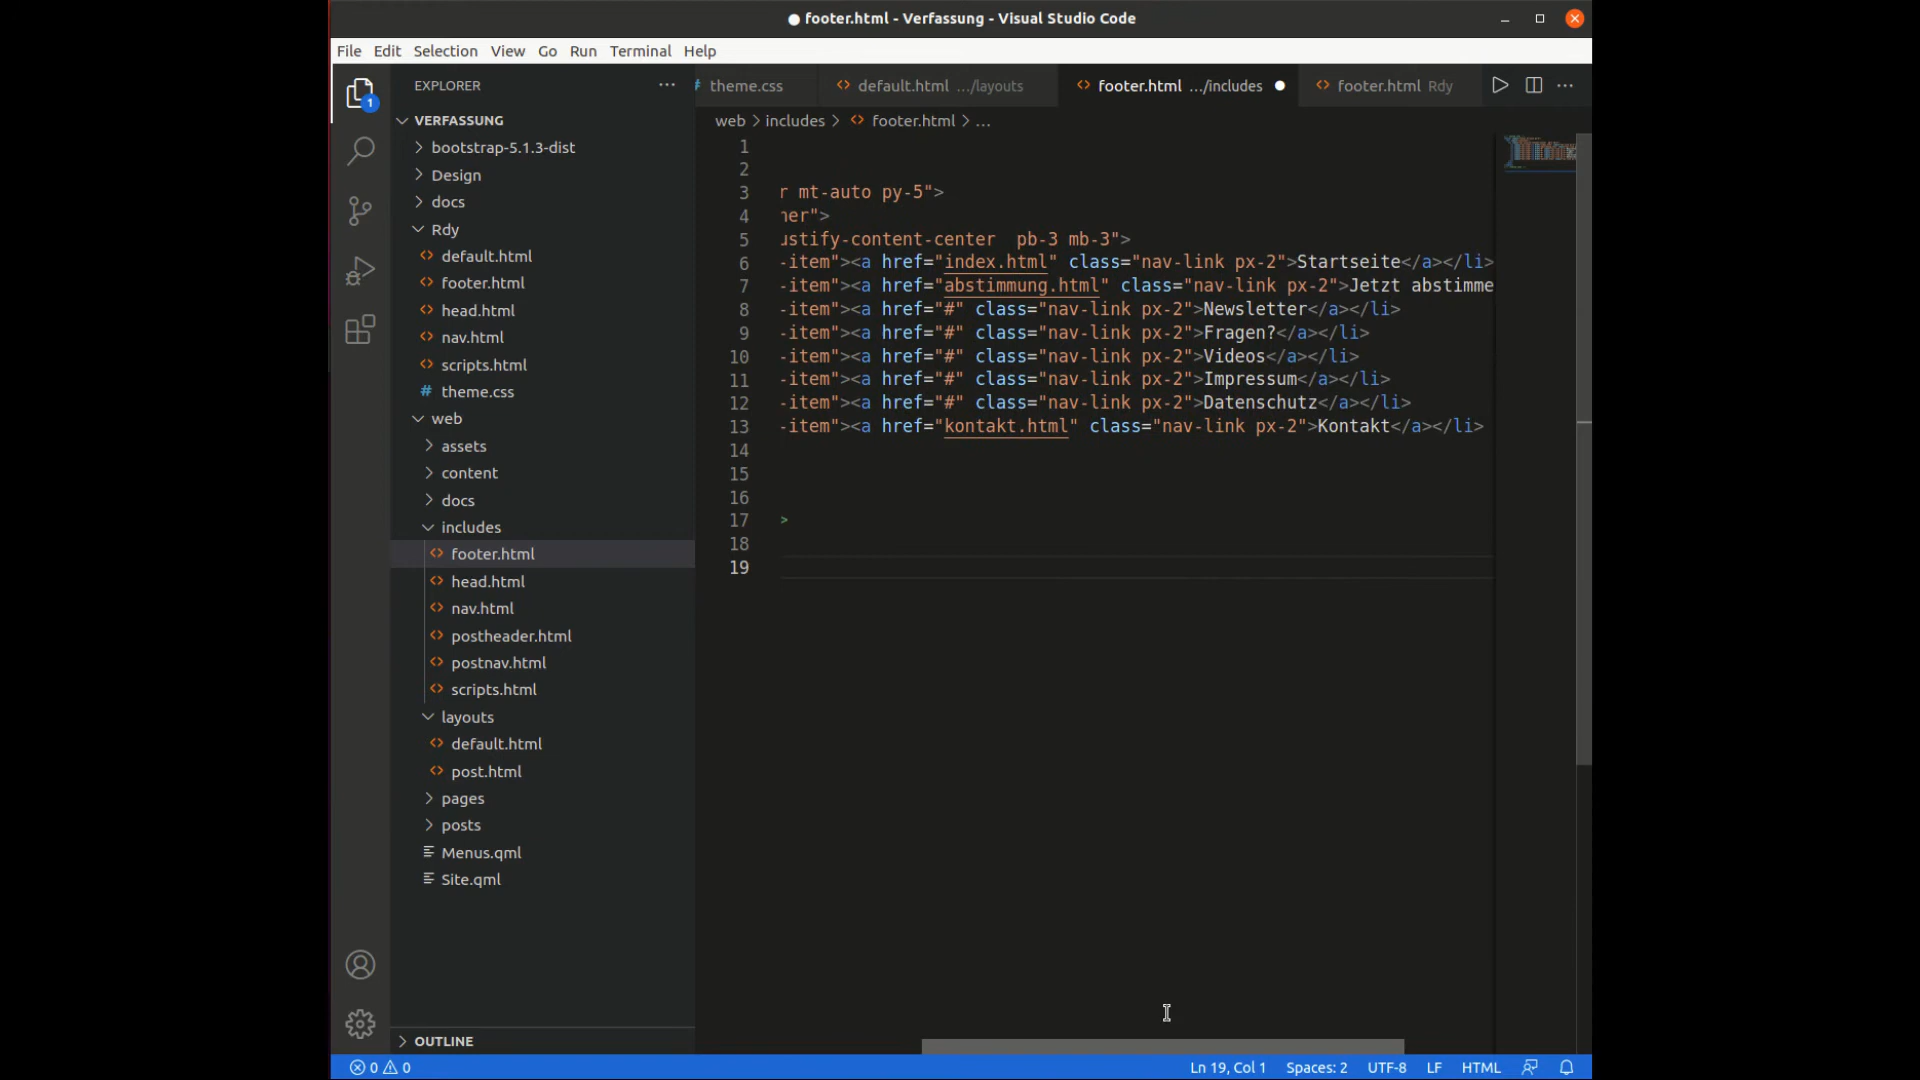 ● footer.html - Verfassung - Visual Studio Code
File Edit Selection View Go Run Terminal Help
EXPLORER
VERFASSUNG
bootstrap-5.1.3-dist
Design
docs
Rdy
default.html
footer.html
head.html
nav.html
scripts.html
# theme.css
web
assets
content
docs
includes
footer.html
head.html
nav.html
postheader.html
postnav.html
scripts.html
layouts
default.html
post.html
pages
posts
Menus.qml
Site.qml
OUTLINE
1
theme.css
default.html .../layouts
footer.html .../includes ●
footer.html Rdy
web > includes > <> footer.html > ...
1
2
3 r mt-auto py-5">
4 ner">
5 ustify-content-center  pb-3 mb-3">
6 -item"><a href="index.html" class="nav-link px-2">Startseite</a></li>
7 -item"><a href="abstimmung.html" class="nav-link px-2">Jetzt abstimme
8 -item"><a href="#" class="nav-link px-2">Newsletter</a></li>
9 -item"><a href="#" class="nav-link px-2">Fragen?</a></li>
10 -item"><a href="#" class="nav-link px-2">Videos</a></li>
11 -item"><a href="#" class="nav-link px-2">Impressum</a></li>
12 -item"><a href="#" class="nav-link px-2">Datenschutz</a></li>
13 -item"><a href="kontakt.html" class="nav-link px-2">Kontakt</a></li>
14
15
16
17 >
18
19
0 0 Ln 19, Col 1 Spaces: 2 UTF-8 LF HTML